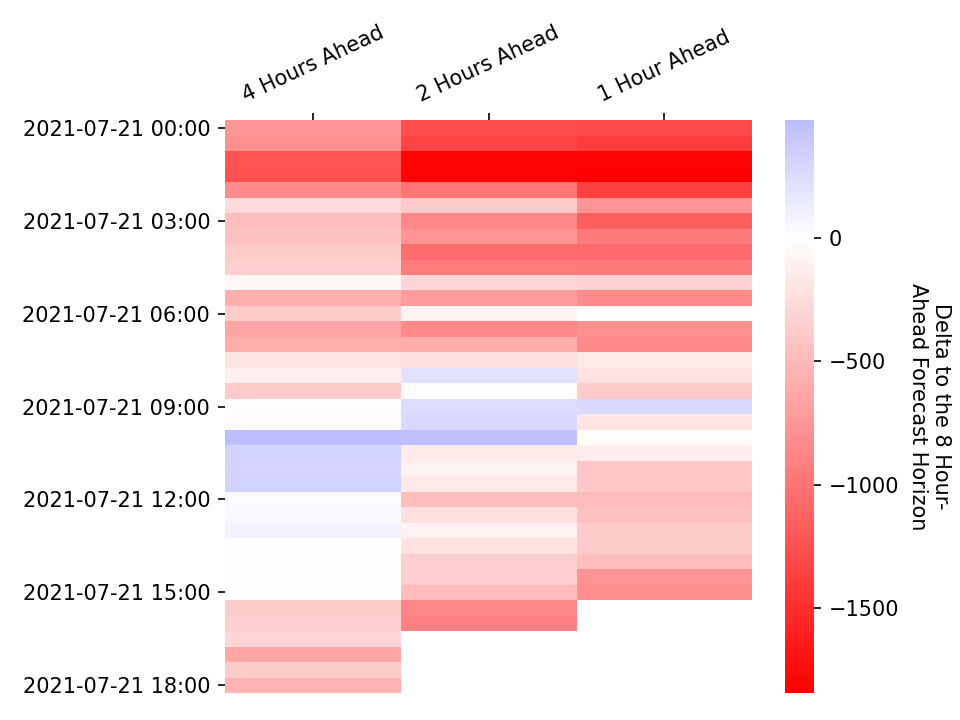 4 Hours Ahead
2 Hours Ahead
1 Hour Ahead
2021-07-21 00:00
2021-07-21 03:00
2021-07-21 06:00
2021-07-21 09:00
2021-07-21 12:00
2021-07-21 15:00
2021-07-21 18:00
0
−500
−1000
−1500
Delta to the 8 Hour-
Ahead Forecast Horizon